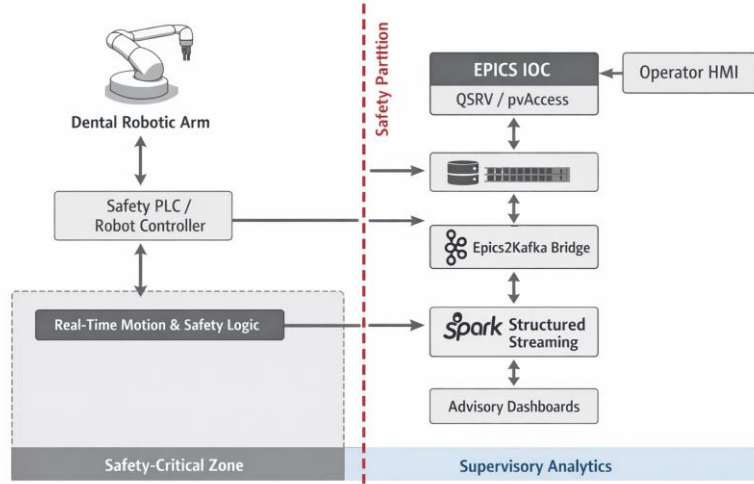 Dental Robotic Arm
Safety PLC /
Robot Controller
Real-Time Motion & Safety Logic
Safety-Critical Zone
Safety Partition
EPICS IOC
QSRV / pvAccess
Operator HMI
Epics2Kafka Bridge
Spark Structured
Streaming
Advisory Dashboards
Supervisory Analytics